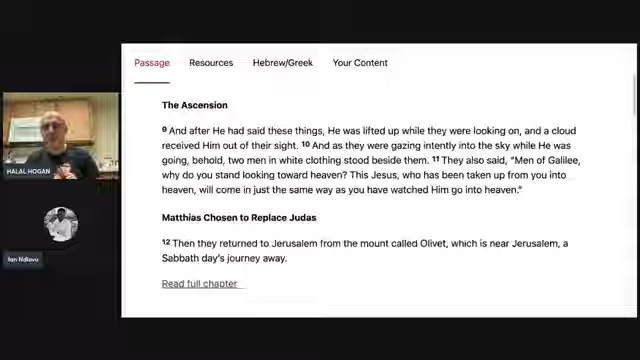 Passage
Resources
Hebrew/Greek
Your Content
The Ascension
9 And after He had said these things, He was lifted up while they were looking on, and a cloud
received Him out of their sight. 10 And as they were gazing intently into the sky while He was
going, behold, two men in white clothing stood beside them. 11 They also said, “Men of Galilee,
why do you stand looking toward heaven? This Jesus, who has been taken up from you into
heaven, will come in just the same way as you have watched Him go into heaven.”
Matthias Chosen to Replace Judas
12 Then they returned to Jerusalem from the mount called Olivet, which is near Jerusalem, a
Sabbath day's journey away.
Read full chapter
HALAL HOGAN
Ian Ndlovu